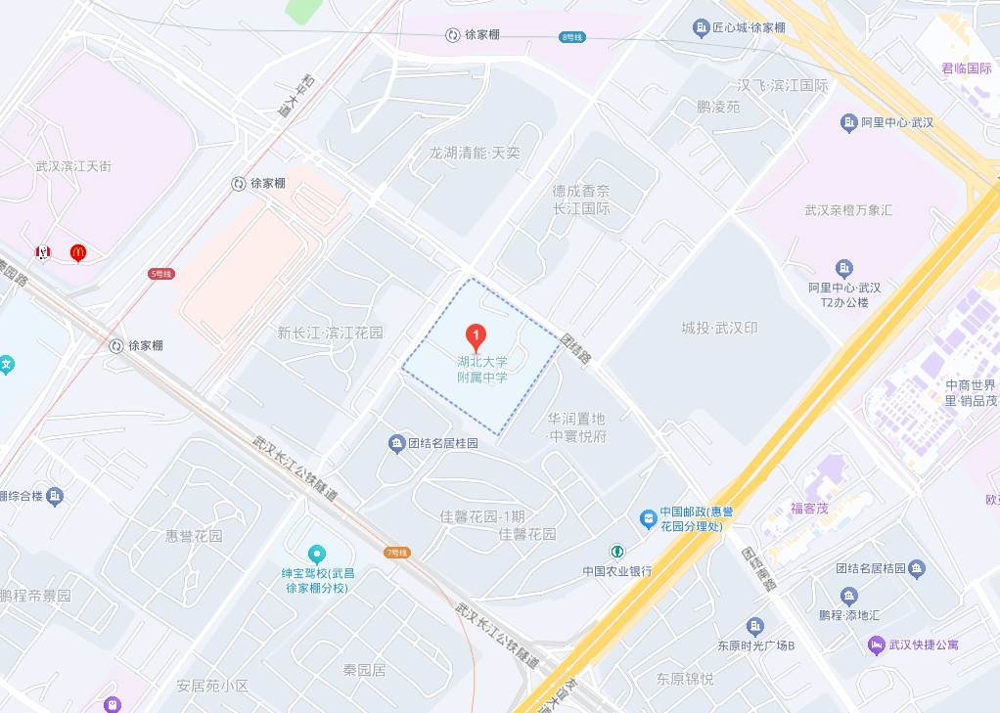 徐家棚
8号线
匠心城·徐家棚
君临国际
和平大道
汉飞·滨江国际
鹏凌苑
阿里中心·武汉
龙湖清能·天奕
武汉滨江天街
徐家棚
德成香奈
长江国际
武汉亲橙万象汇
秦园路
5号线
阿里中心·武汉
T2办公楼
新长江·滨江花园
城投·武汉印
徐家棚
1
团结路
湖北大学
附属中学
中商世界
里·销品茂
华润置地
·中寰悦府
团结名居桂园
武汉长江公铁隧道
棚综合楼
福客茂
欧
佳馨花园-1期
佳馨花园
中国邮政(惠誉
花园分理处)
惠誉花园
7号线
中国农业银行
团结南路
绅宝驾校(武昌
徐家棚分校)
团结名居桔园
鹏程帝景园
鹏程·添地汇
武汉长江公铁隧道
东原时光广场B
武汉快捷公寓
秦园居
安居苑小区
东原锦悦
友谊大道